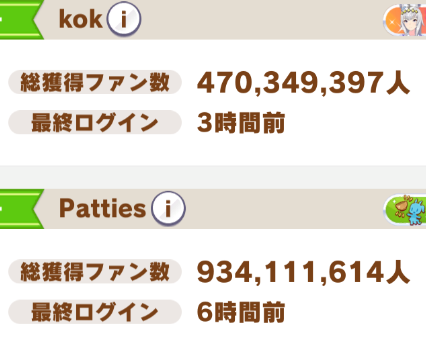 kok i
総獲得ファン数 470,349,397人
最終ログイン 3時間前
Patties i
総獲得ファン数 934,111,614人
最終ログイン 6時間前